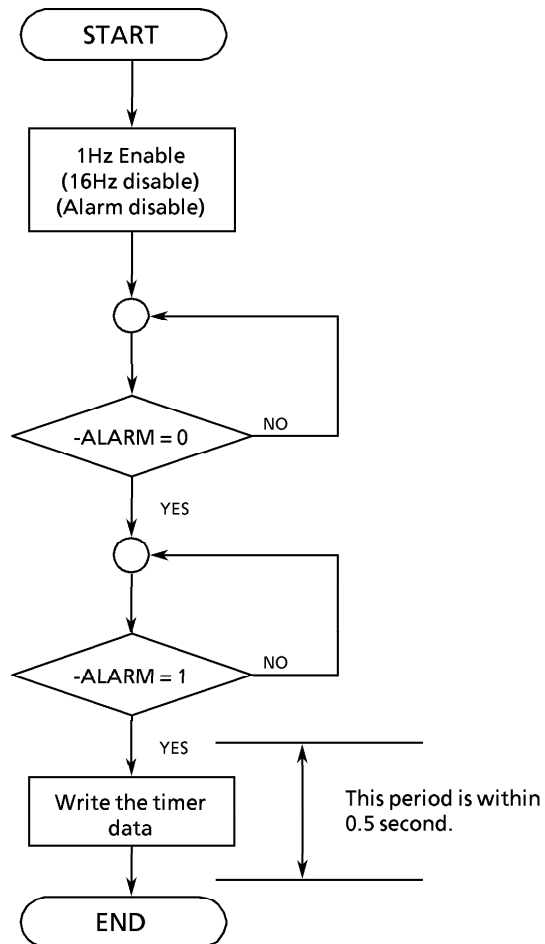 START
1Hz Enable
(16Hz disable)
(Alarm disable)
-ALARM = 0
NO
YES
-ALARM = 1
NO
YES
Write the timer
data
This period is within
0.5 second.
END